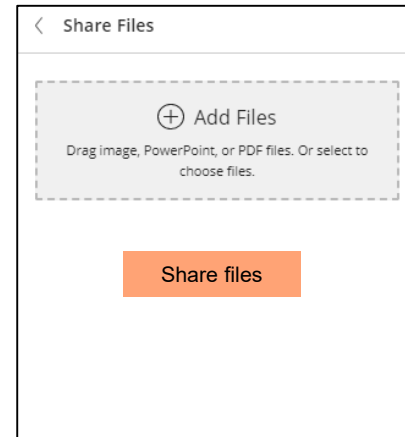 Share Files
Add Files
Drag image, PowerPoint, or PDF files. Or select to
choose files.
Share files